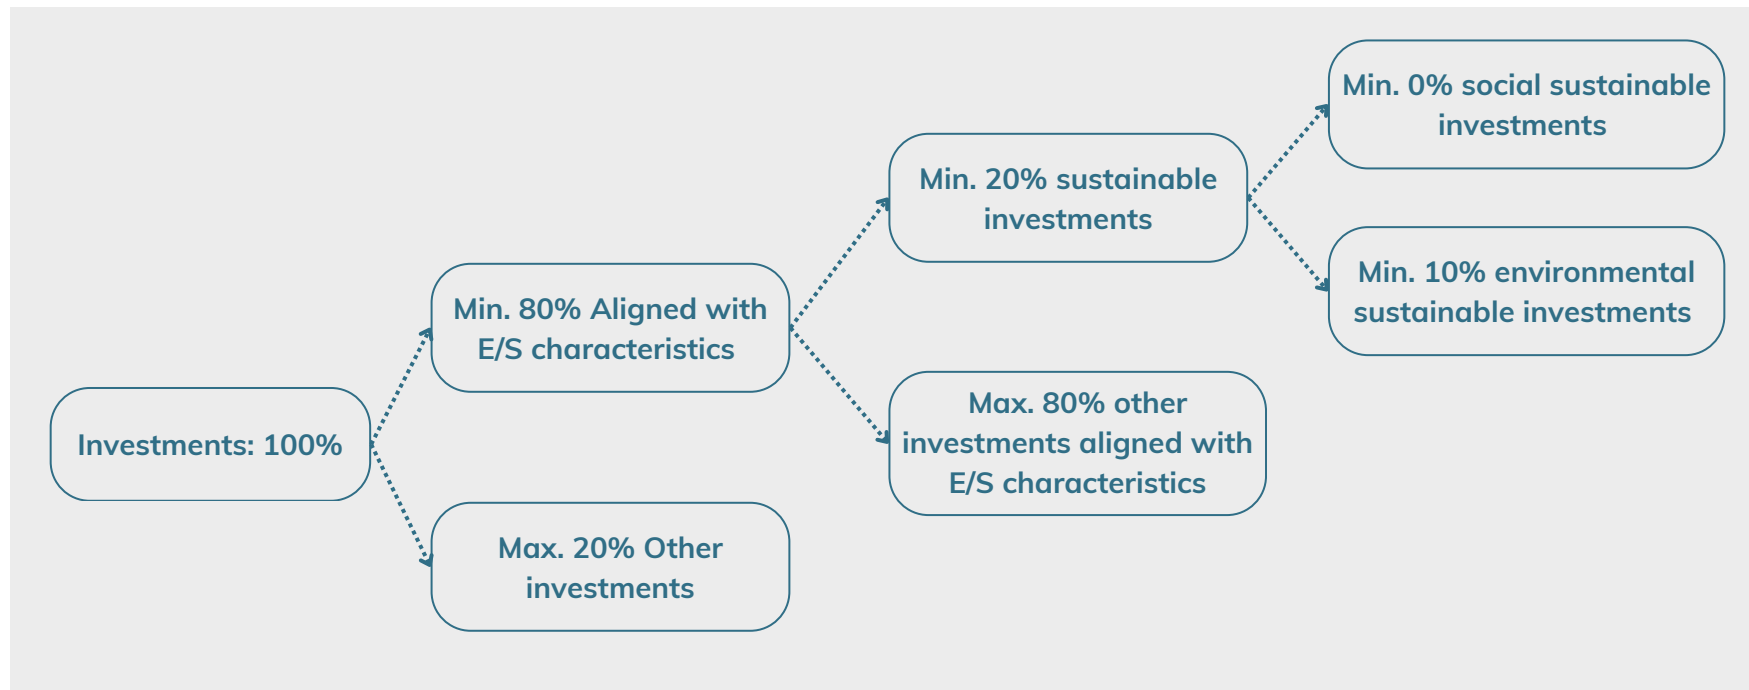 Investments: 100%
Min. 80% Aligned with
E/S characteristics
Max. 20% Other
investments
Min. 20% sustainable
investments
Max. 80% other
investments aligned with
E/S characteristics
Min. 0% social sustainable
investments
Min. 10% environmental
sustainable investments